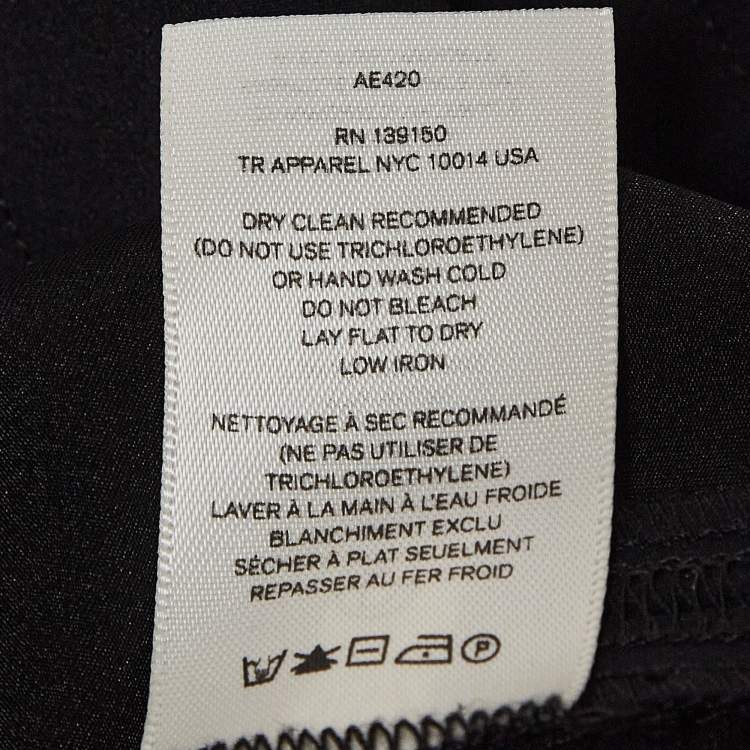 AE420
RN 139150
TR APPAREL NYC 10014 USA
DRY CLEAN RECOMMENDED
(DO NOT USE TRICHLOROETHYLENE)
OR HAND WASH COLD
DO NOT BLEACH
LAY FLAT TO DRY
LOW IRON
NETTOYAGE À SEC RECOMMANDÉ
(NE PAS UTILISER DE
TRICHLOROETHYLENE)
LAVER À LA MAIN À L'EAU FROIDE
BLANCHIMENT EXCLU
SÉCHER À PLAT SEUELMENT
REPASSER AU FER FROID
P